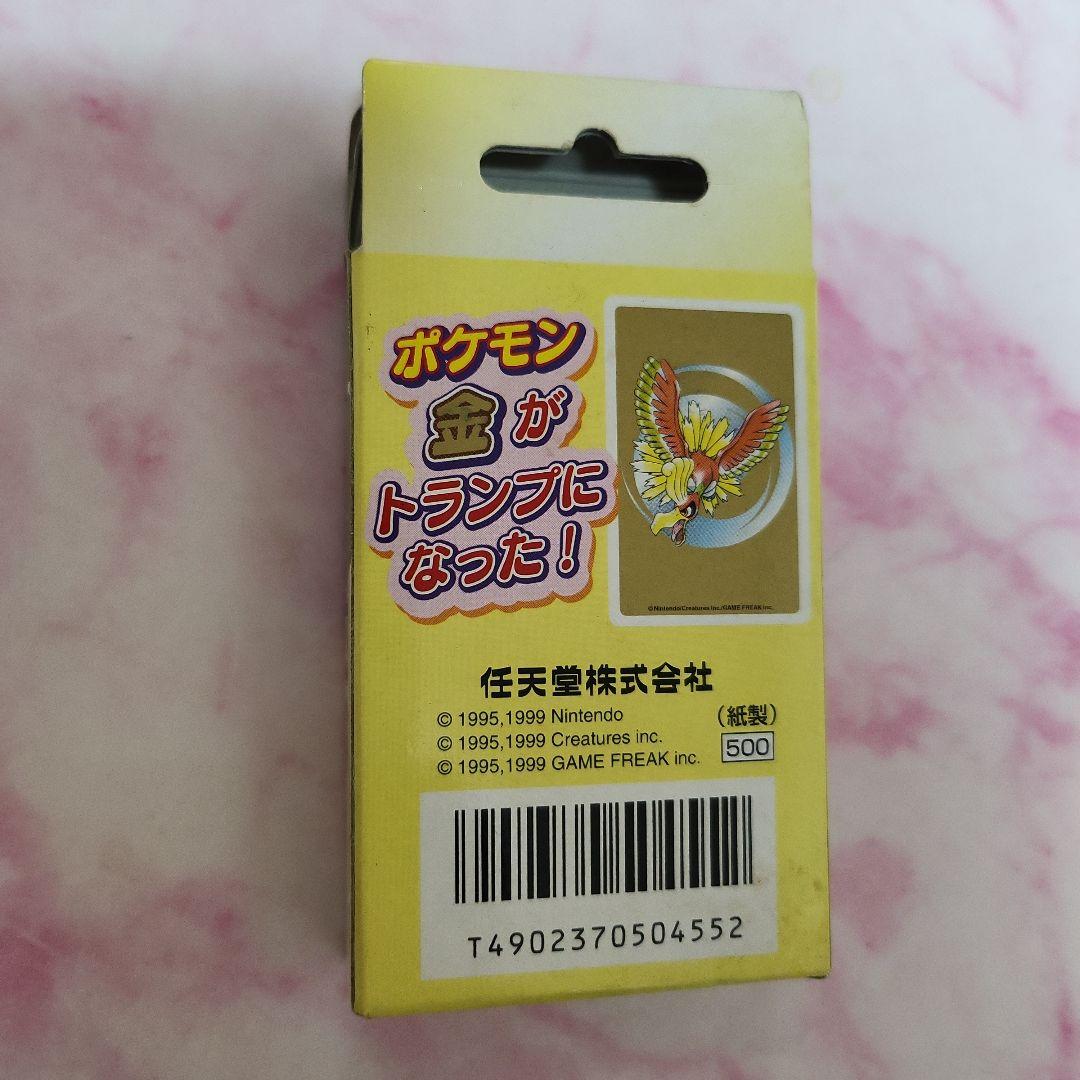 ポケモン
金が
トランプに
なった!
©Nintendo/Creatures inc./GAME FREAK inc.
任天堂株式会社
© 1995,1999 Nintendo
© 1995,1999 Creatures inc.
© 1995,1999 GAME FREAK inc.
(紙製)
500
T4902370504552